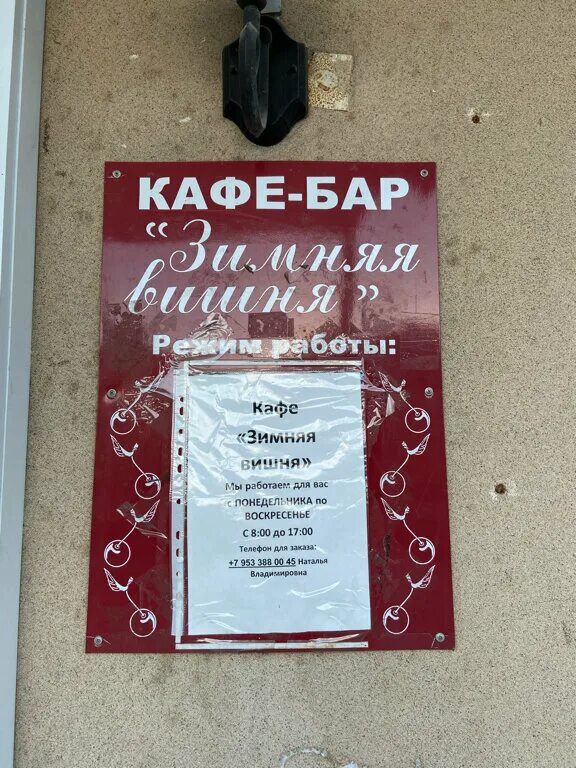 КАФЕ-БАР
“Зимняя
вишня”
Режим работы:
Кафе
«Зимняя
вишня»
Мы работаем для вас
с ПОНЕДЕЛЬНИКА по
ВОСКРЕСЕНЬЕ
С 8:00 до 17:00
Телефон для заказа:
+7 953 388 00 45 Наталья
Владимировна